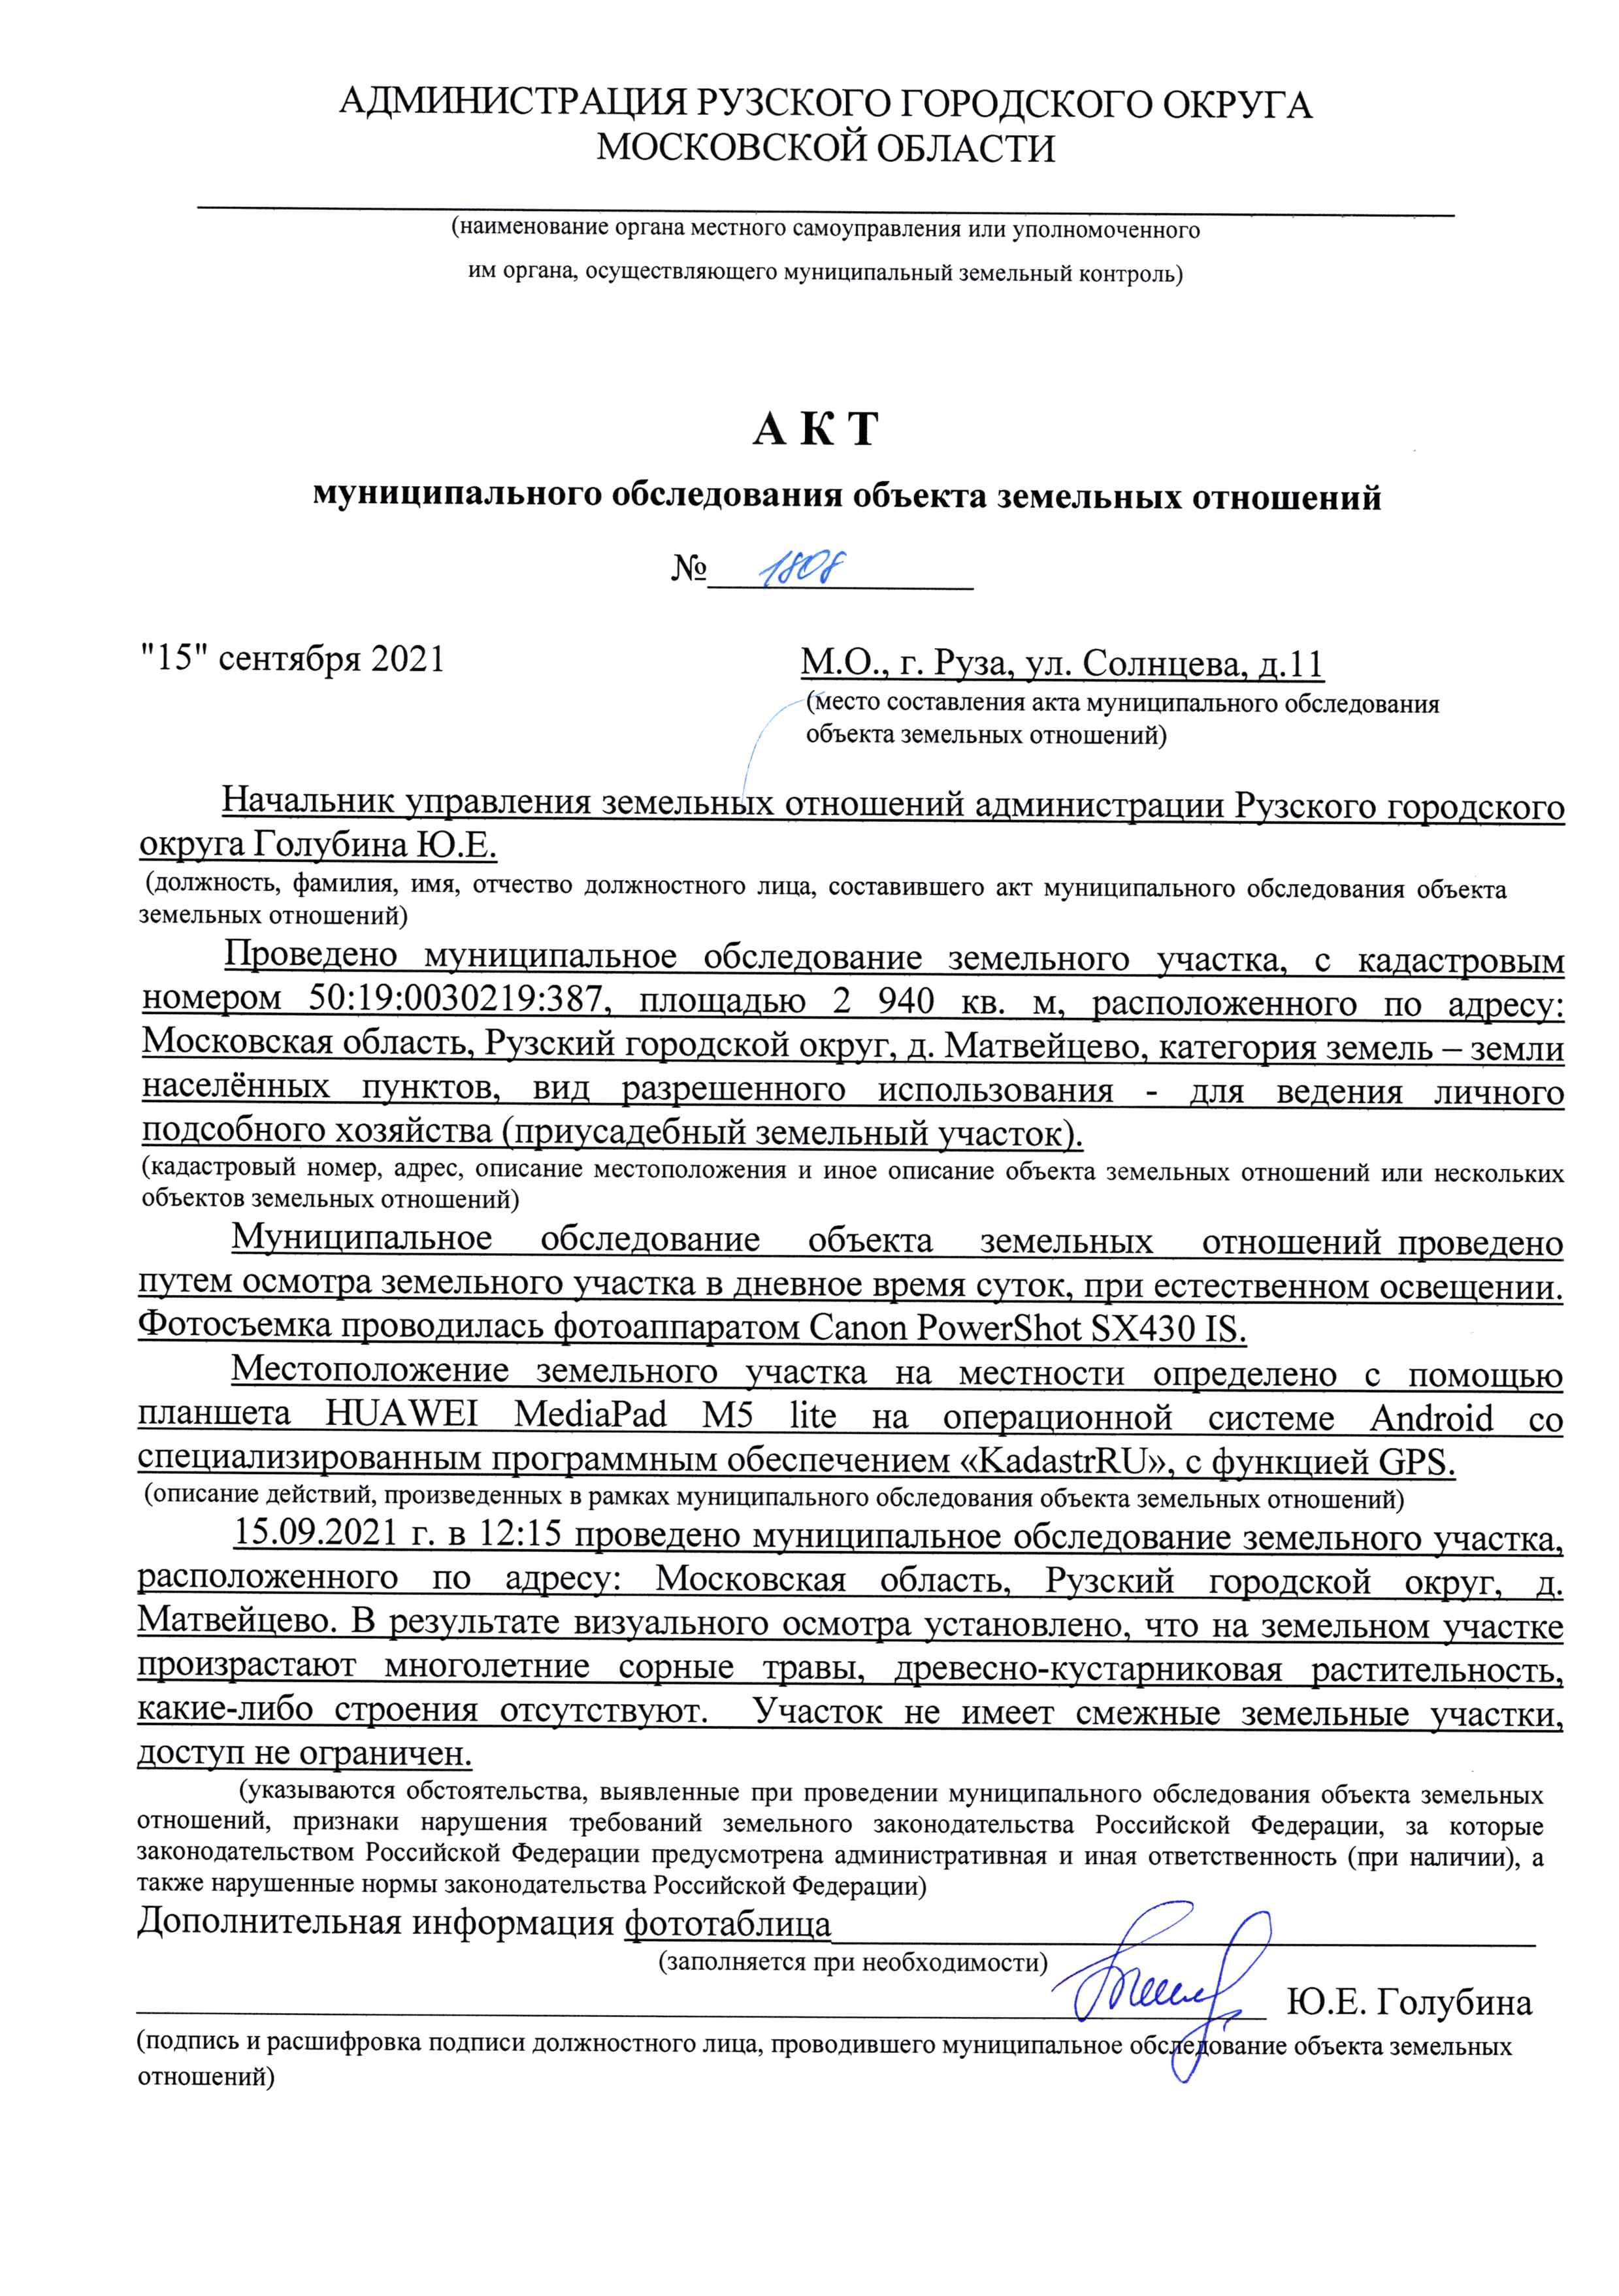 АДМИНИСТРАЦИЯ РУЗСКОГО ГОРОДСКОГО ОКРУГА
МОСКОВСКОЙ ОБЛАСТИ
(наименование органа местного самоуправления или уполномоченного
им органа, осуществляющего муниципальный земельный контроль)
А К Т
муниципального обследования объекта земельных отношений
№ 1808
"15" сентября 2021
М.О., г. Руза, ул. Солнцева, д.11
(место составления акта муниципального обследования
объекта земельных отношений)
Начальник управления земельных отношений администрации Рузского городского
округа Голубина Ю.Е.
(должность, фамилия, имя, отчество должностного лица, составившего акт муниципального обследования объекта
земельных отношений)
Проведено муниципальное обследование земельного участка, с кадастровым
номером 50:19:0030219:387, площадью 2 940 кв. м, расположенного по адресу:
Московская область, Рузский городской округ, д. Матвейцево, категория земель – земли
населённых пунктов, вид разрешенного использования - для ведения личного
подсобного хозяйства (приусадебный земельный участок).
(кадастровый номер, адрес, описание местоположения и иное описание объекта земельных отношений или нескольких
объектов земельных отношений)
Муниципальное обследование объекта земельных отношений проведено
путем осмотра земельного участка в дневное время суток, при естественном освещении.
Фотосъемка проводилась фотоаппаратом Canon PowerShot SX430 IS.
Местоположение земельного участка на местности определено с помощью
планшета HUAWEI MediaPad M5 lite на операционной системе Android со
специализированным программным обеспечением «KadastrRU», с функцией GPS.
(описание действий, произведенных в рамках муниципального обследования объекта земельных отношений)
15.09.2021 г. в 12:15 проведено муниципальное обследование земельного участка,
расположенного по адресу: Московская область, Рузский городской округ, д.
Матвейцево. В результате визуального осмотра установлено, что на земельном участке
произрастают многолетние сорные травы, древесно-кустарниковая растительность,
какие-либо строения отсутствуют. Участок не имеет смежные земельные участки,
доступ не ограничен.
(указываются обстоятельства, выявленные при проведении муниципального обследования объекта земельных
отношений, признаки нарушения требований земельного законодательства Российской Федерации, за которые
законодательством Российской Федерации предусмотрена административная и иная ответственность (при наличии), а
также нарушенные нормы законодательства Российской Федерации)
Дополнительная информация фототаблица
(заполняется при необходимости)
Ю.Е. Голубина
(подпись и расшифровка подписи должностного лица, проводившего муниципальное обследование объекта земельных
отношений)